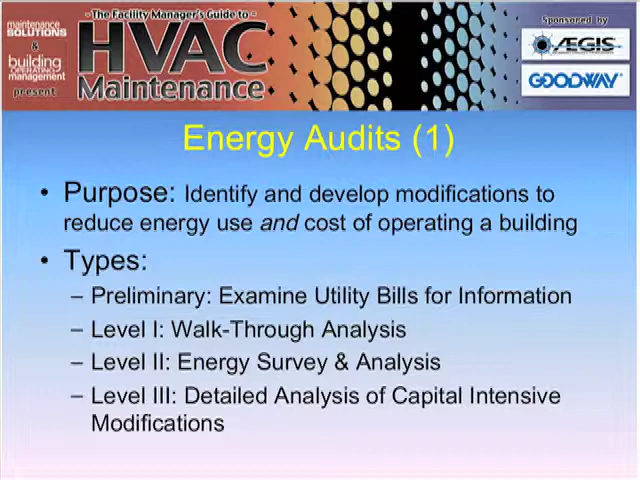 maintenance
SOLUTIONS
&
building
OPERATING
management
present
- The Facility Manager's Guide to -
HVAC
Maintenance
Sponsored by
AEGIS
GOODWAY
Energy Audits (1)
• Purpose: Identify and develop modifications to
reduce energy use and cost of operating a building
• Types:
– Preliminary: Examine Utility Bills for Information
– Level I: Walk-Through Analysis
– Level II: Energy Survey & Analysis
– Level III: Detailed Analysis of Capital Intensive
Modifications